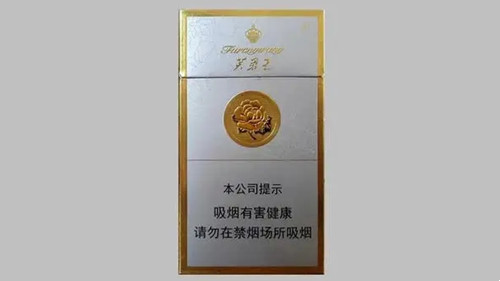 Furongwang
芙蓉王
本公司提示
吸烟有害健康
请勿在禁烟场所吸烟